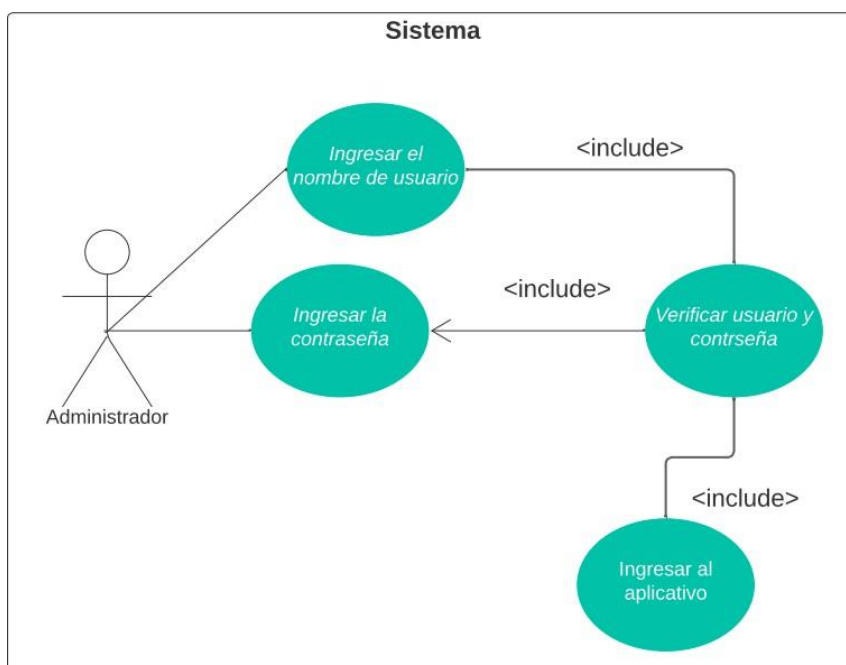 Sistema
Ingresar el
nombre de usuario
<include>
<include>
Ingresar la
contraseña
Verificar usuario y
contrseña
Administrador
<include>
Ingresar al
aplicativo